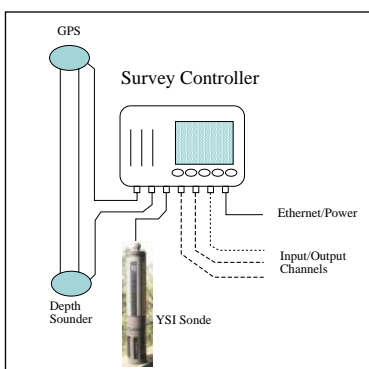 GPS
Survey Controller
Ethernet/Power
Input/Output
Channels
Depth
Sounder
YSI Sonde